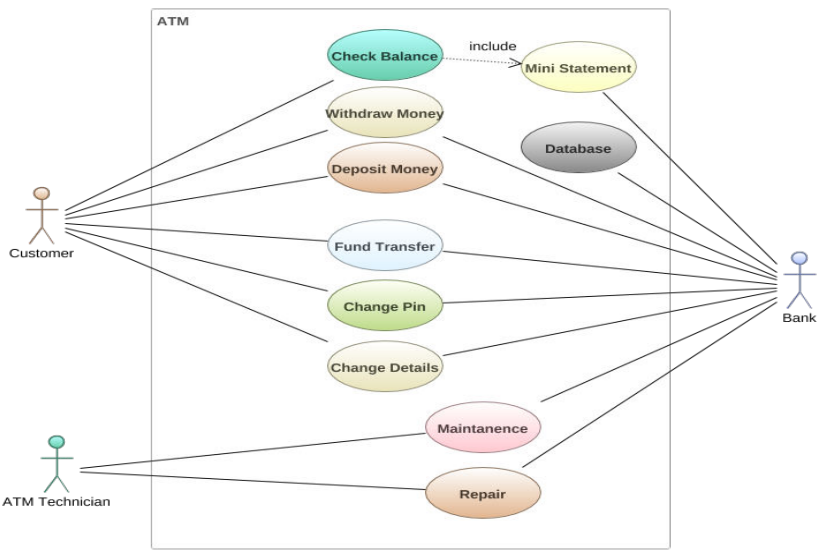 ATM
include
Check Balance
Mini Statement
Withdraw Money
Database
Deposit Money
Customer
Fund Transfer
Bank
Change Pin
Change Details
Maintanence
ATM Technician
Repair